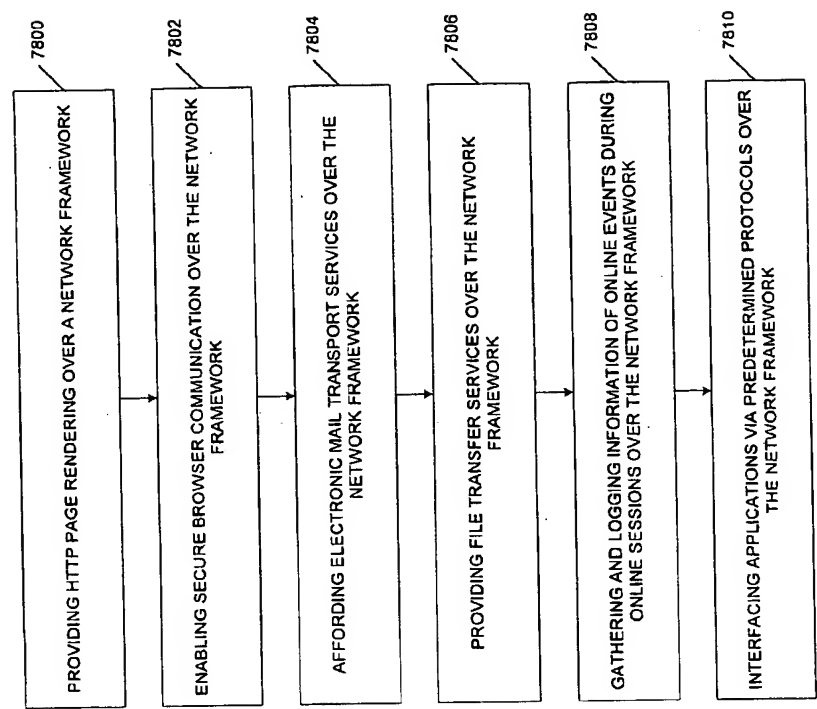 7800
PROVIDING HTTP PAGE RENDERING OVER A NETWORK FRAMEWORK
7802
ENABLING SECURE BROWSER COMMUNICATION OVER THE NETWORK
FRAMEWORK
7804
AFFORDING ELECTRONIC MAIL TRANSPORT SERVICES OVER THE
NETWORK FRAMEWORK
7806
PROVIDING FILE TRANSFER SERVICES OVER THE NETWORK
FRAMEWORK
7808
GATHERING AND LOGGING INFORMATION OF ONLINE EVENTS DURING
ONLINE SESSIONS OVER THE NETWORK FRAMEWORK
7810
INTERFACING APPLICATIONS VIA PREDETERMINED PROTOCOLS OVER
THE NETWORK FRAMEWORK